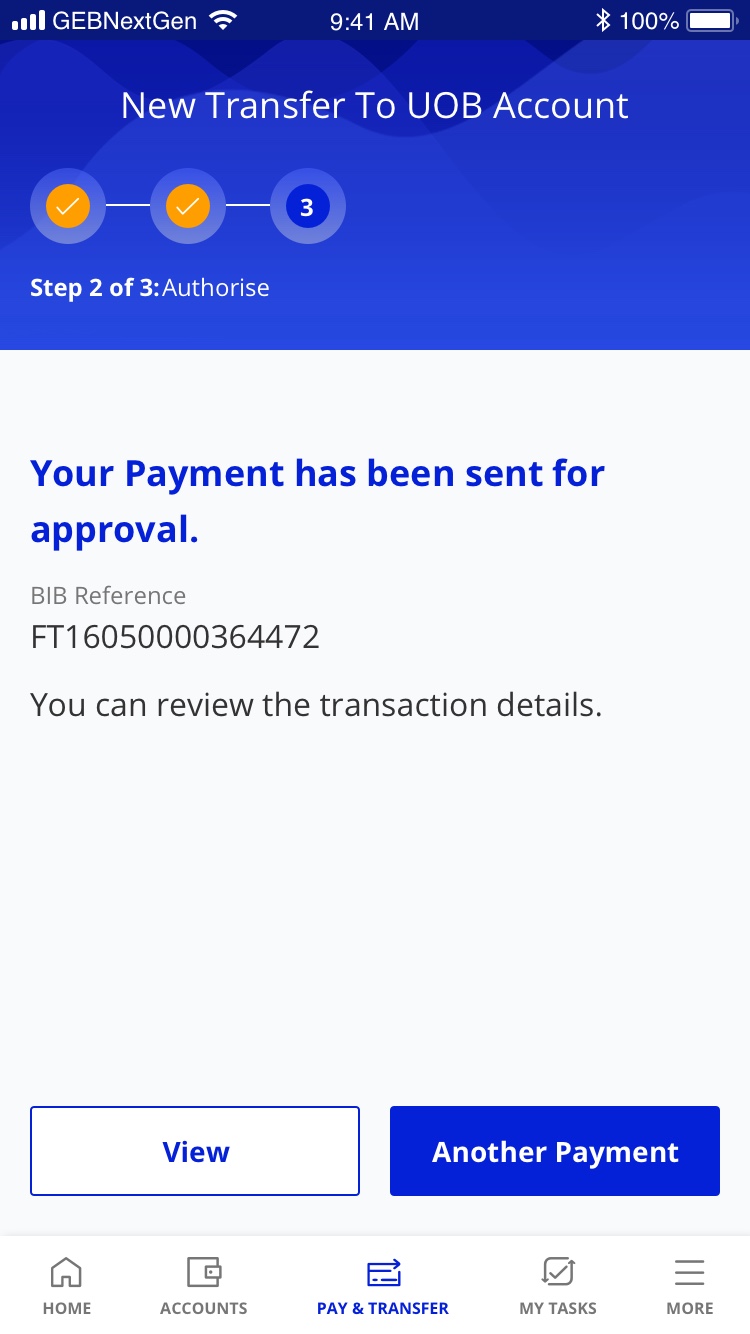 GEBNextGen 9:41 AM 100%
New Transfer To UOB Account
3
Step 2 of 3: Authorise
Your Payment has been sent for
approval.
BIB Reference
FT16050000364472
You can review the transaction details.
View Another Payment
HOME ACCOUNTS PAY & TRANSFER MY TASKS MORE